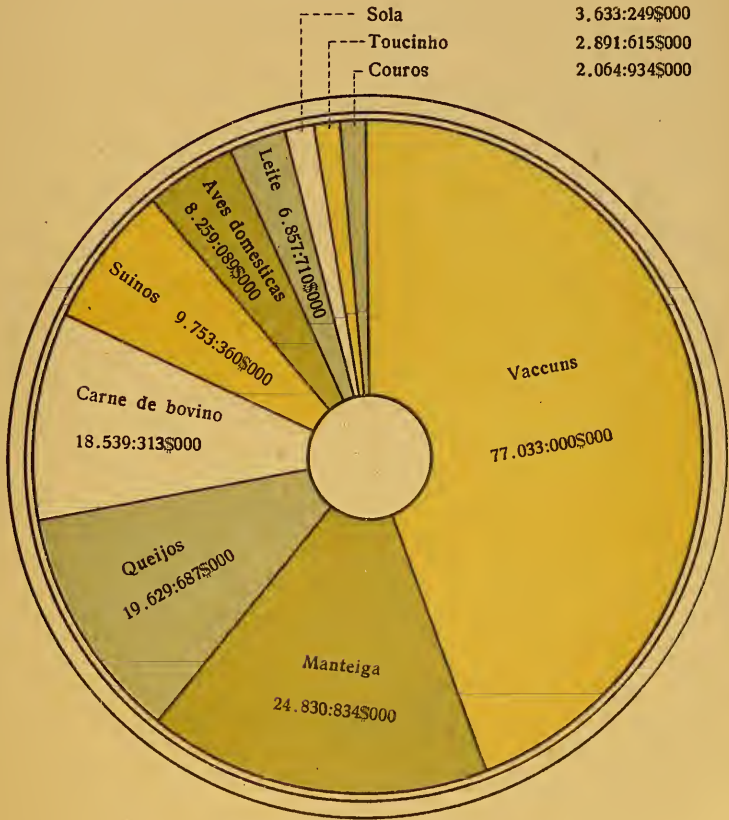 Sola 3.633:249$000
Toucinho 2.891:615$000
Couros 2.064:934$000
Leite 6.857:710$000
Aves domesticas
8.259:089$000
Suinos 9.753:360$000
Vaccuns
77.033:000$000
Carne de bovino
18.539:313$000
Queijos
19.629:687$000
Manteiga
24.830:834$000